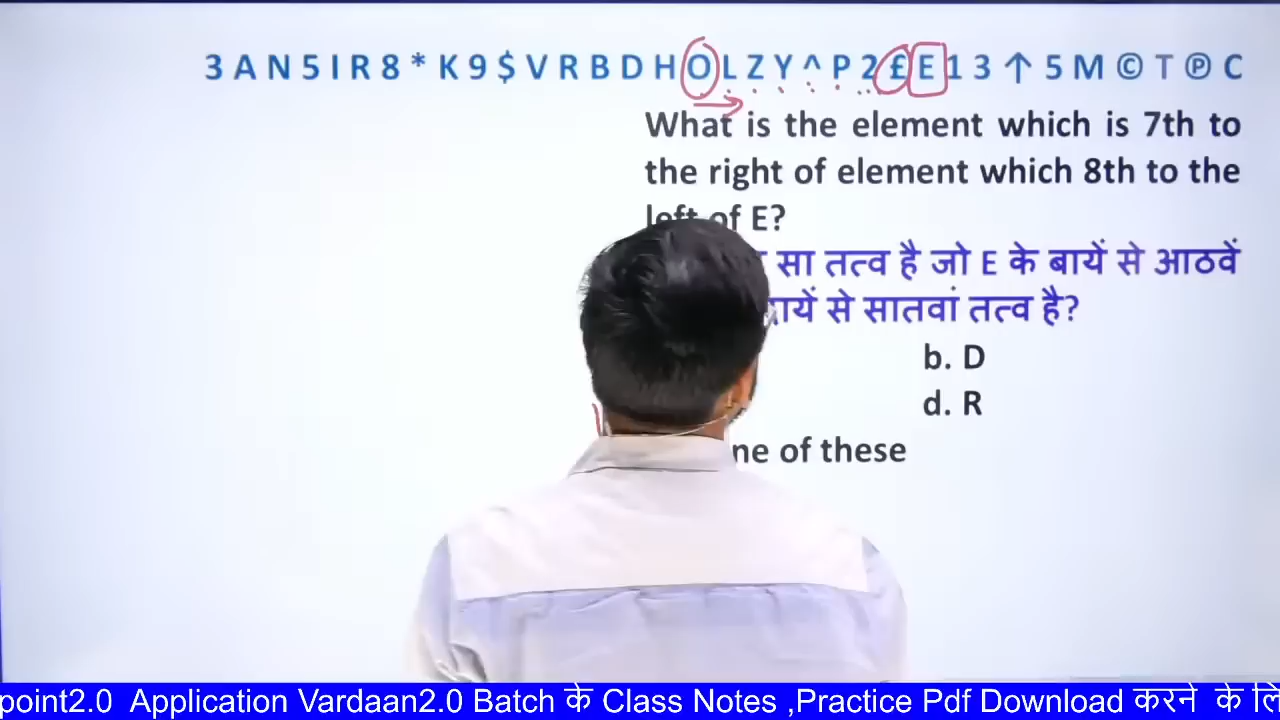 3 A N 5 I R 8 * K 9 $ V R B D H O L Z Y ^ P 2 £ E 1 3 ↑ 5 M © T ℗ C
What is the element which is 7th to
the right of element which 8th to the
left of E?
सा तत्व है जो E के बायें से आठवें
से सातवां तत्व है?
b. D
d. R
of these
point2.0 Application Vardaan2.0 Batch के Class Notes ,Practice Pdf Download करने के